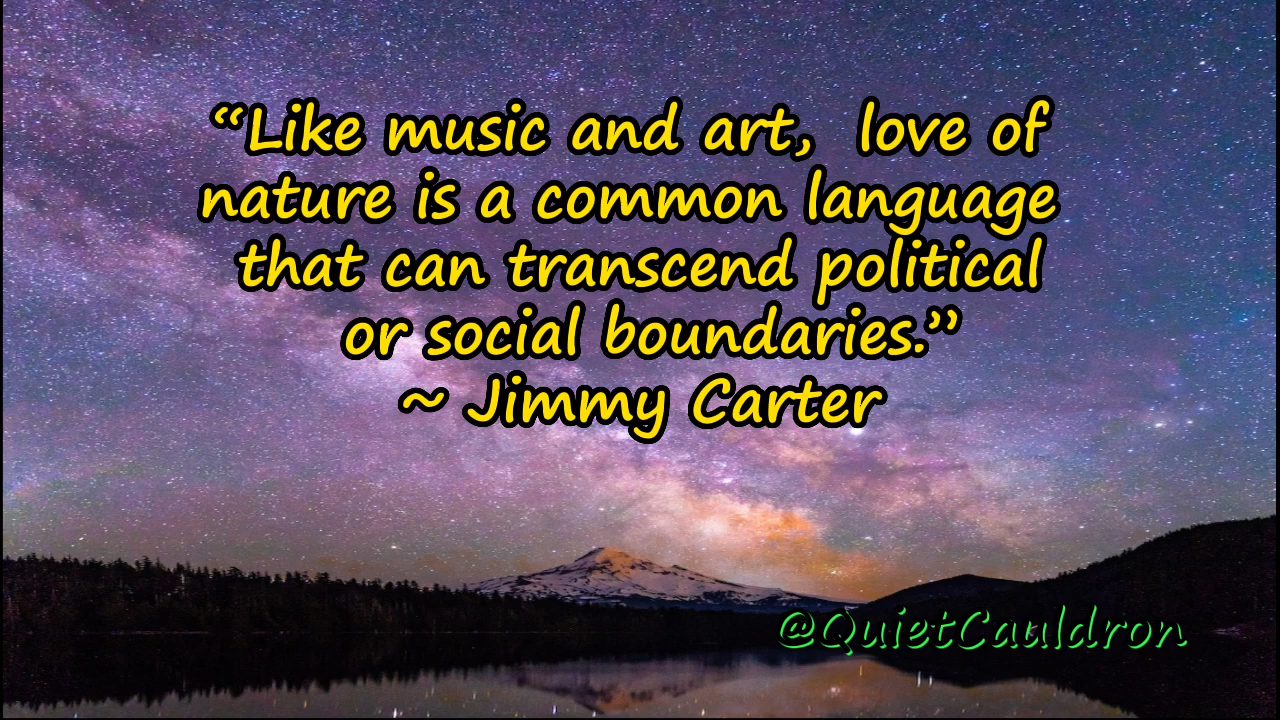 “Like music and art,  love of
nature is a common language
that can transcend political
or social boundaries.”
~ Jimmy Carter
@QuietCauldron